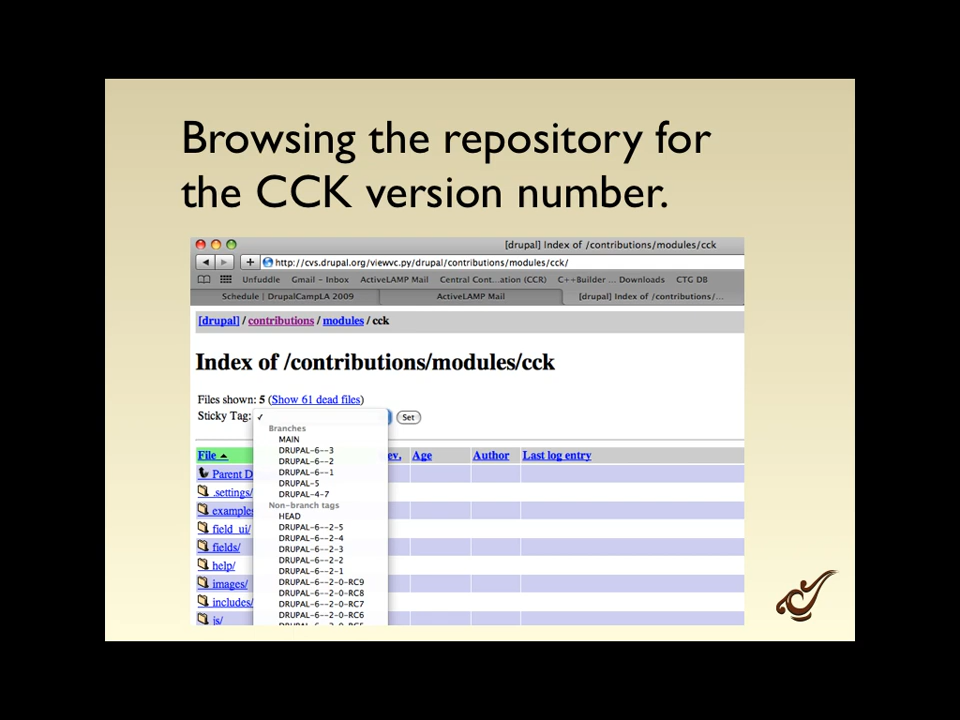 Browsing the repository for
the CCK version number.
[drupal] Index of /contributions/modules/cck
http://cvs.drupal.org/viewvc.py/drupal/contributions/modules/cck/
Unfuddle Gmail - Inbox ActiveLAMP Mail Central Cont...ation (CCR) C++Builder ... Downloads CTG DB
Schedule | DrupalCampLA 2009 ActiveLAMP Mail [drupal] Index of /contributions/...
[drupal] / contributions / modules / cck
Index of /contributions/modules/cck
Files shown: 5 (Show 61 dead files)
Sticky Tag: ✓ Set
Branches
MAIN
DRUPAL-6--3
DRUPAL-6--2
DRUPAL-6--1
DRUPAL-5
DRUPAL-4-7
Non-branch tags
HEAD
DRUPAL-6--2-5
DRUPAL-6--2-4
DRUPAL-6--2-3
DRUPAL-6--2-2
DRUPAL-6--2-1
DRUPAL-6--2-0-RC9
DRUPAL-6--2-0-RC8
DRUPAL-6--2-0-RC7
DRUPAL-6--2-0-RC6
File ev. Age Author Last log entry
Parent D
.settings/
example
field_ui/
fields/
help/
images/
includes/
js/